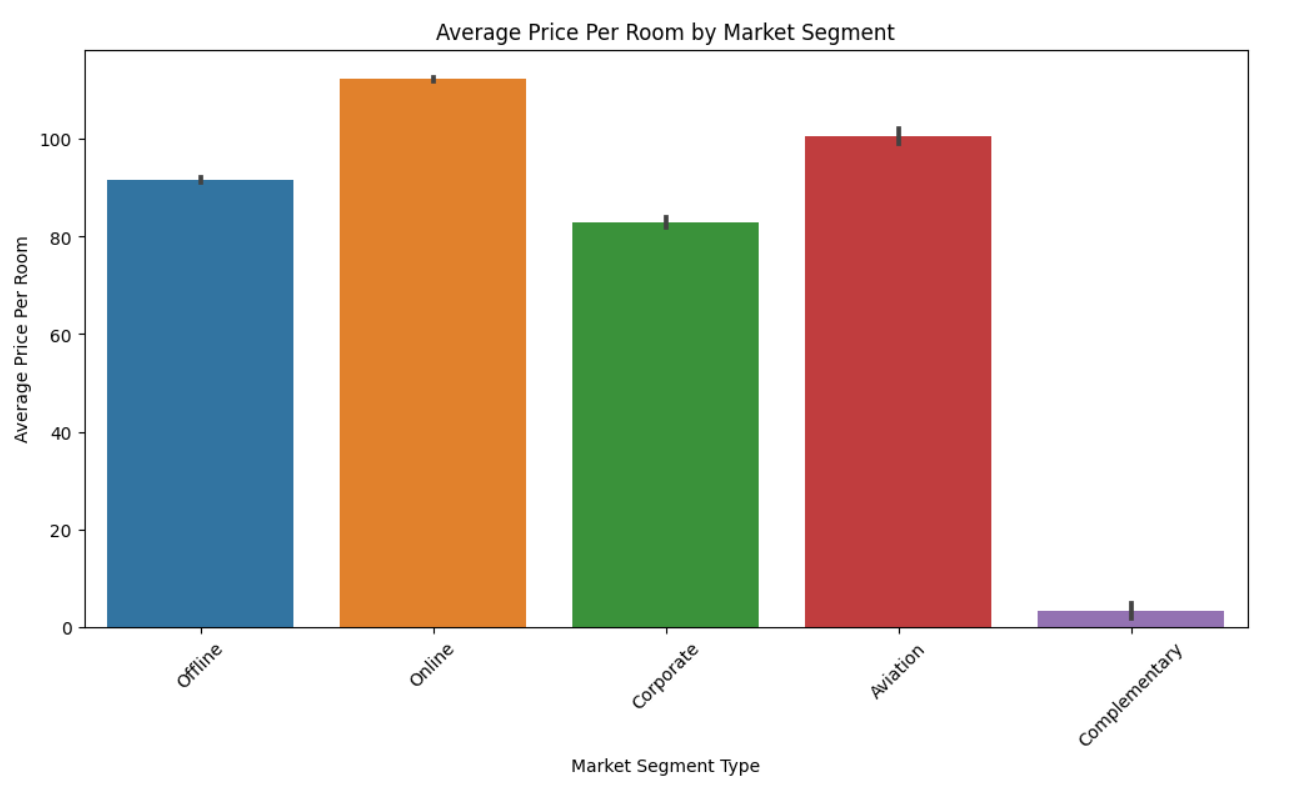 Average Price Per Room by Market Segment
Average Price Per Room
100
80
60
40
20
0
Offline
Online
Corporate
Aviation
Complementary
Market Segment Type